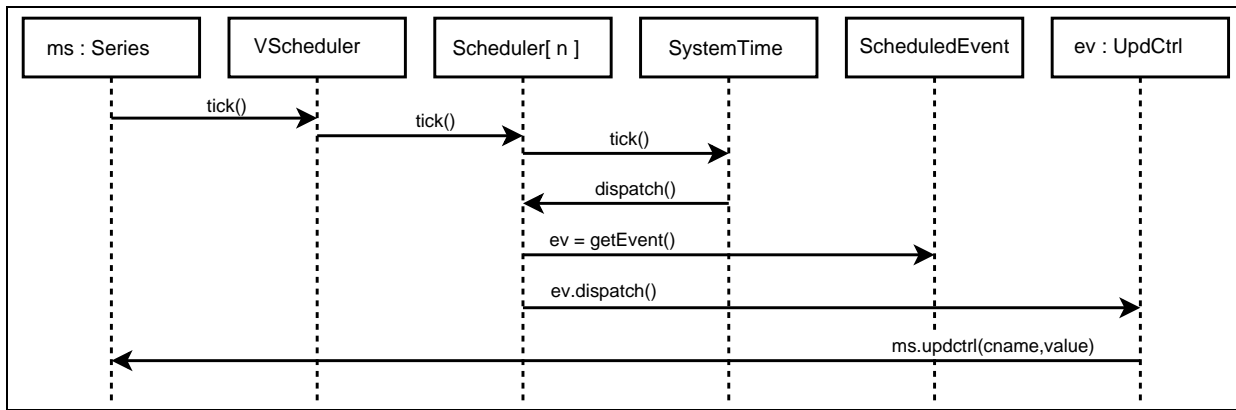 ms : Series
VScheduler
Scheduler[ n ]
SystemTime
ScheduledEvent
ev : UpdCtrl
tick()
tick()
tick()
dispatch()
ev = getEvent()
ev.dispatch()
ms.updctrl(cname,value)